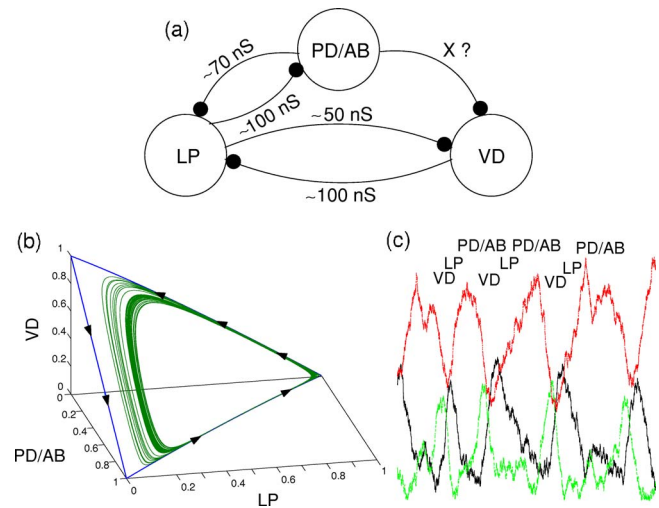 (a)
PD/AB
X ?
~70 nS
~100 nS
~50 nS
LP
VD
~100 nS
(b)
1
0.8
0.6
0.4
0.2
0
VD
0
0.2
0.4
0.6
0.8
1
PD/AB
0
0.2
0.4
0.6
0.8
1
LP
(c)
PD/AB PD/AB PD/AB
LP LP LP
VD VD VD